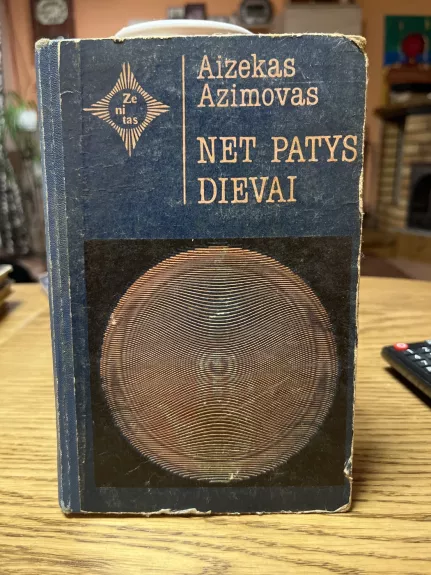 Ze
ni
tas
Aizekas
Azimovas
NET PATYS
DIEVAI